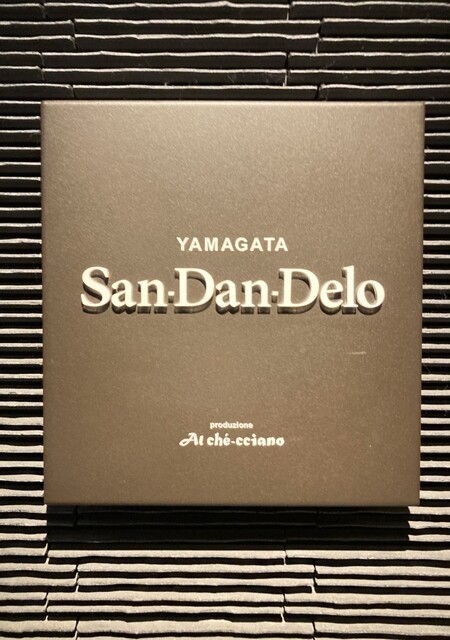 YAMAGATA
San·Dan·Delo
produzione
Al ché-cciano